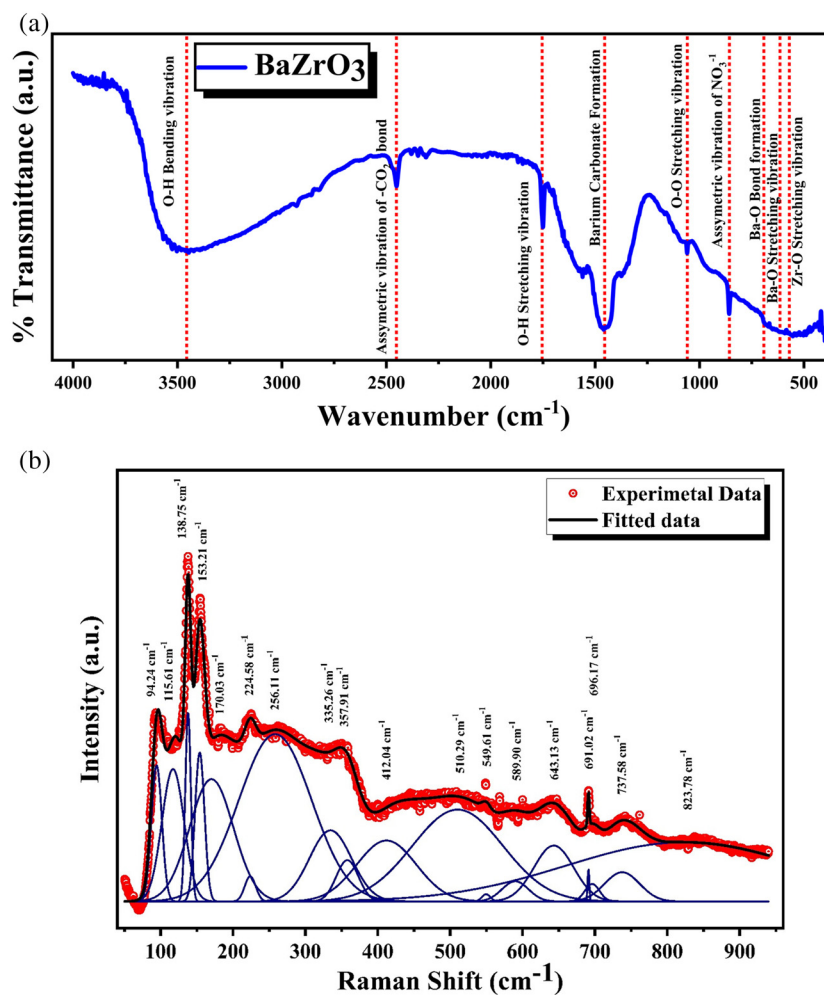 (a)
BaZrO3
% Transmittance (a.u.)
O-H Bending vibration
Assymetric vibration of -CO2 bond
O-H Stretching vibration
Barium Carbonate Formation
O-O Stretching vibration
Assymetric vibration of NO3-1
Ba-O Bond formation
Ba-O Stretching vibration
Zr-O Stretching vibration
4000 3500 3000 2500 2000 1500 1000 500
Wavenumber (cm-1)
(b)
Experimetal Data
Fitted data
Intensity (a.u.)
94.24 cm-1
115.61 cm-1
138.75 cm-1
153.21 cm-1
170.03 cm-1
224.58 cm-1
256.11 cm-1
335.26 cm-1
357.91 cm-1
412.04 cm-1
510.29 cm-1
549.61 cm-1
589.90 cm-1
643.13 cm-1
691.02 cm-1
696.17 cm-1
737.58 cm-1
823.78 cm-1
100 200 300 400 500 600 700 800 900
Raman Shift (cm-1)